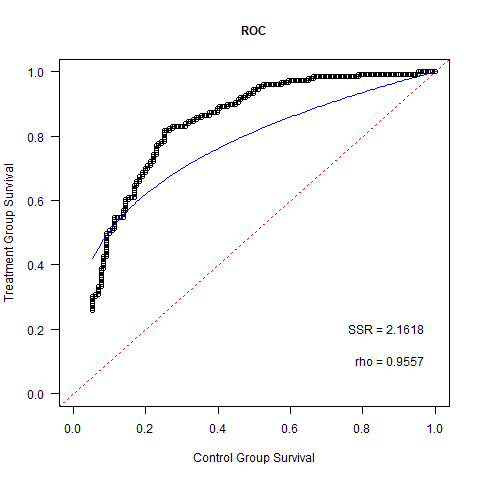 ROC
Treatment Group Survival
1.0
0.8
0.6
0.4
0.2
0.0
SSR = 2.1618
rho = 0.9557
0.0 0.2 0.4 0.6 0.8 1.0
Control Group Survival